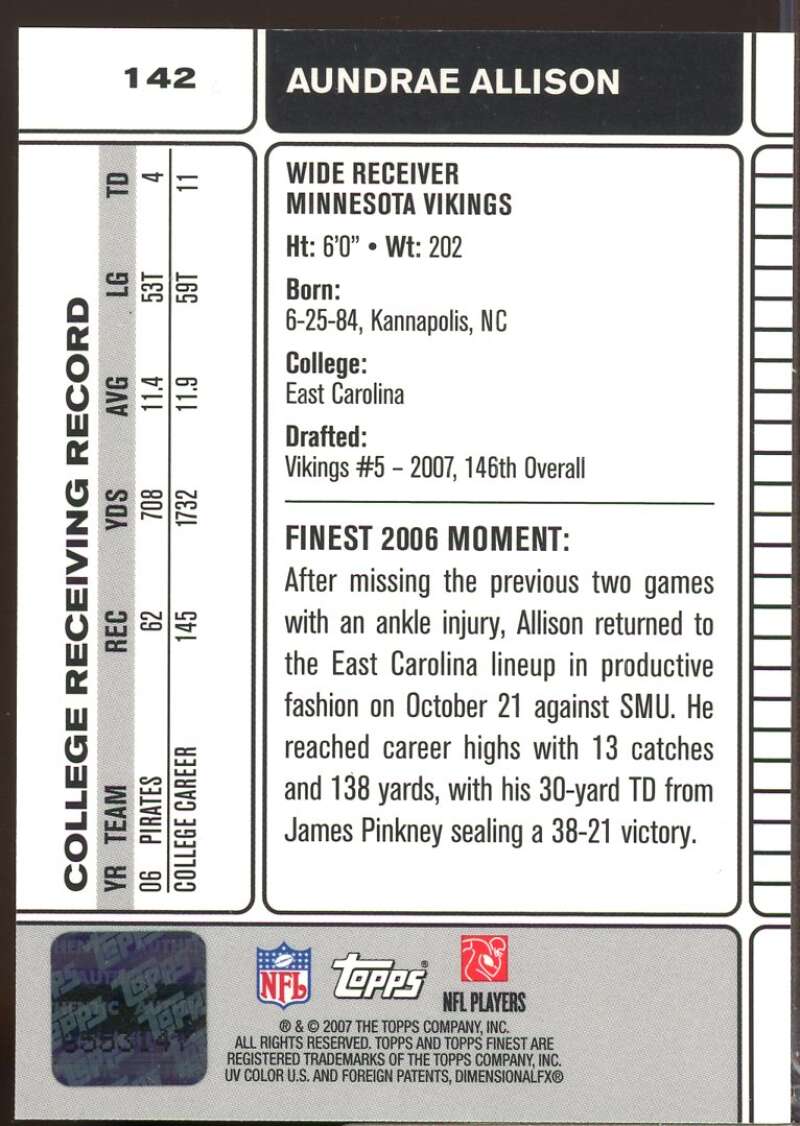 142
AUNDRAE ALLISON
COLLEGE RECEIVING RECORD
YR TEAM REC YDS AVG LG TD
06 PIRATES 62 708 11.4 53T 4
COLLEGE CAREER 145 1732 11.9 59T 11
WIDE RECEIVER
MINNESOTA VIKINGS
Ht: 6'0" • Wt: 202
Born:
6-25-84, Kannapolis, NC
College:
East Carolina
Drafted:
Vikings #5 – 2007, 146th Overall
FINEST 2006 MOMENT:
After missing the previous two games
with an ankle injury, Allison returned to
the East Carolina lineup in productive
fashion on October 21 against SMU. He
reached career highs with 13 catches
and 138 yards, with his 30-yard TD from
James Pinkney sealing a 38-21 victory.
NFL
Topps®
NFL PLAYERS
® & © 2007 THE TOPPS COMPANY, INC.
ALL RIGHTS RESERVED. TOPPS AND TOPPS FINEST ARE
REGISTERED TRADEMARKS OF THE TOPPS COMPANY, INC.
UV COLOR U.S. AND FOREIGN PATENTS, DIMENSIONALFX®